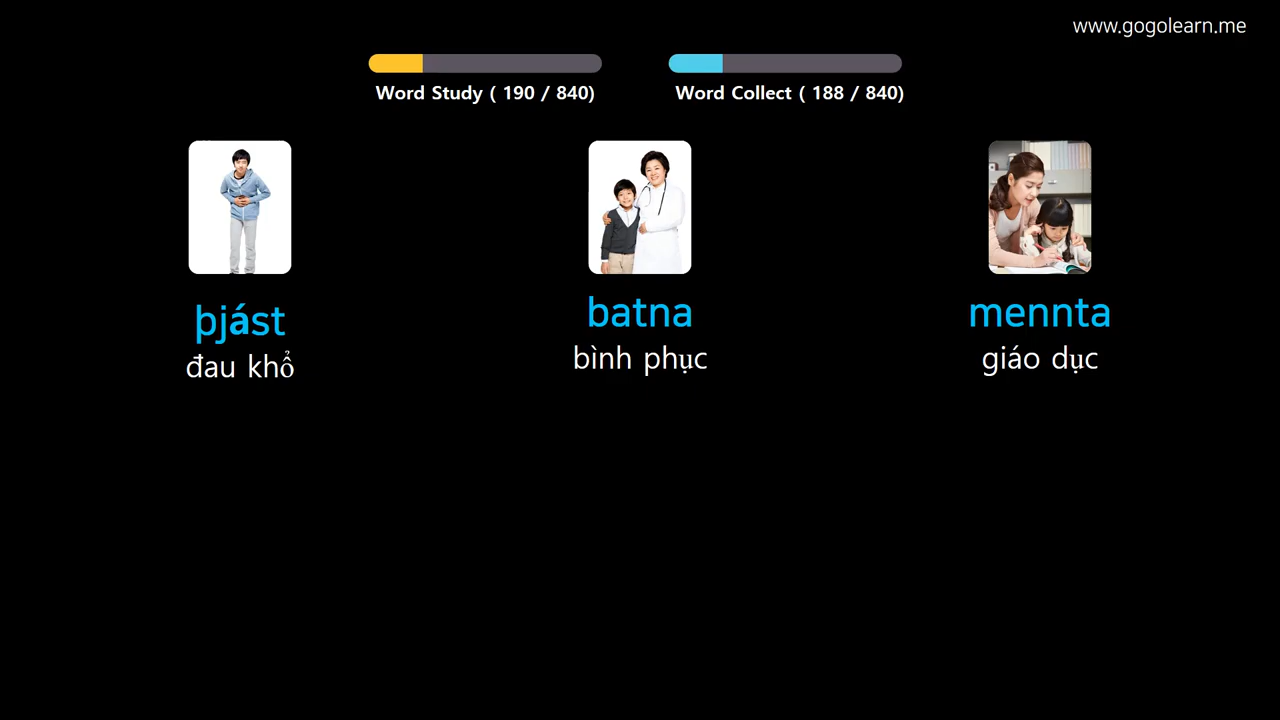 www.gogolearn.me
Word Study ( 190 / 840)
Word Collect ( 188 / 840)
þjást
đau khổ
batna
bình phục
mennta
giáo dục